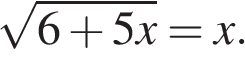 √(6 + 5x) = x.